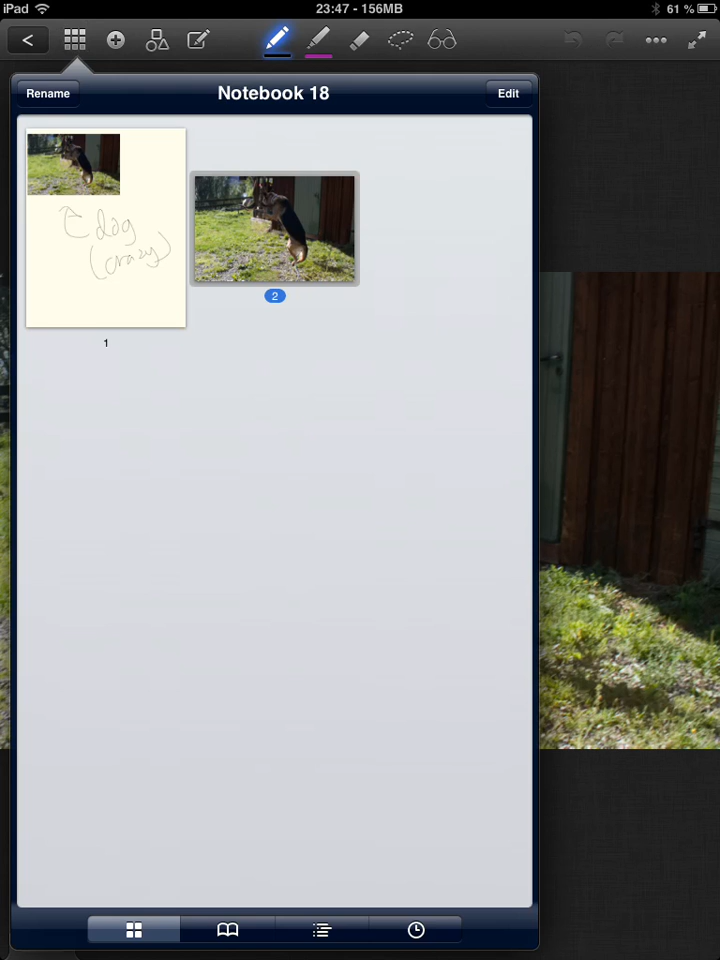 iPad 23:47 - 156MB 61 %
<
Rename Notebook 18 Edit
dog
(crazy)
2
1